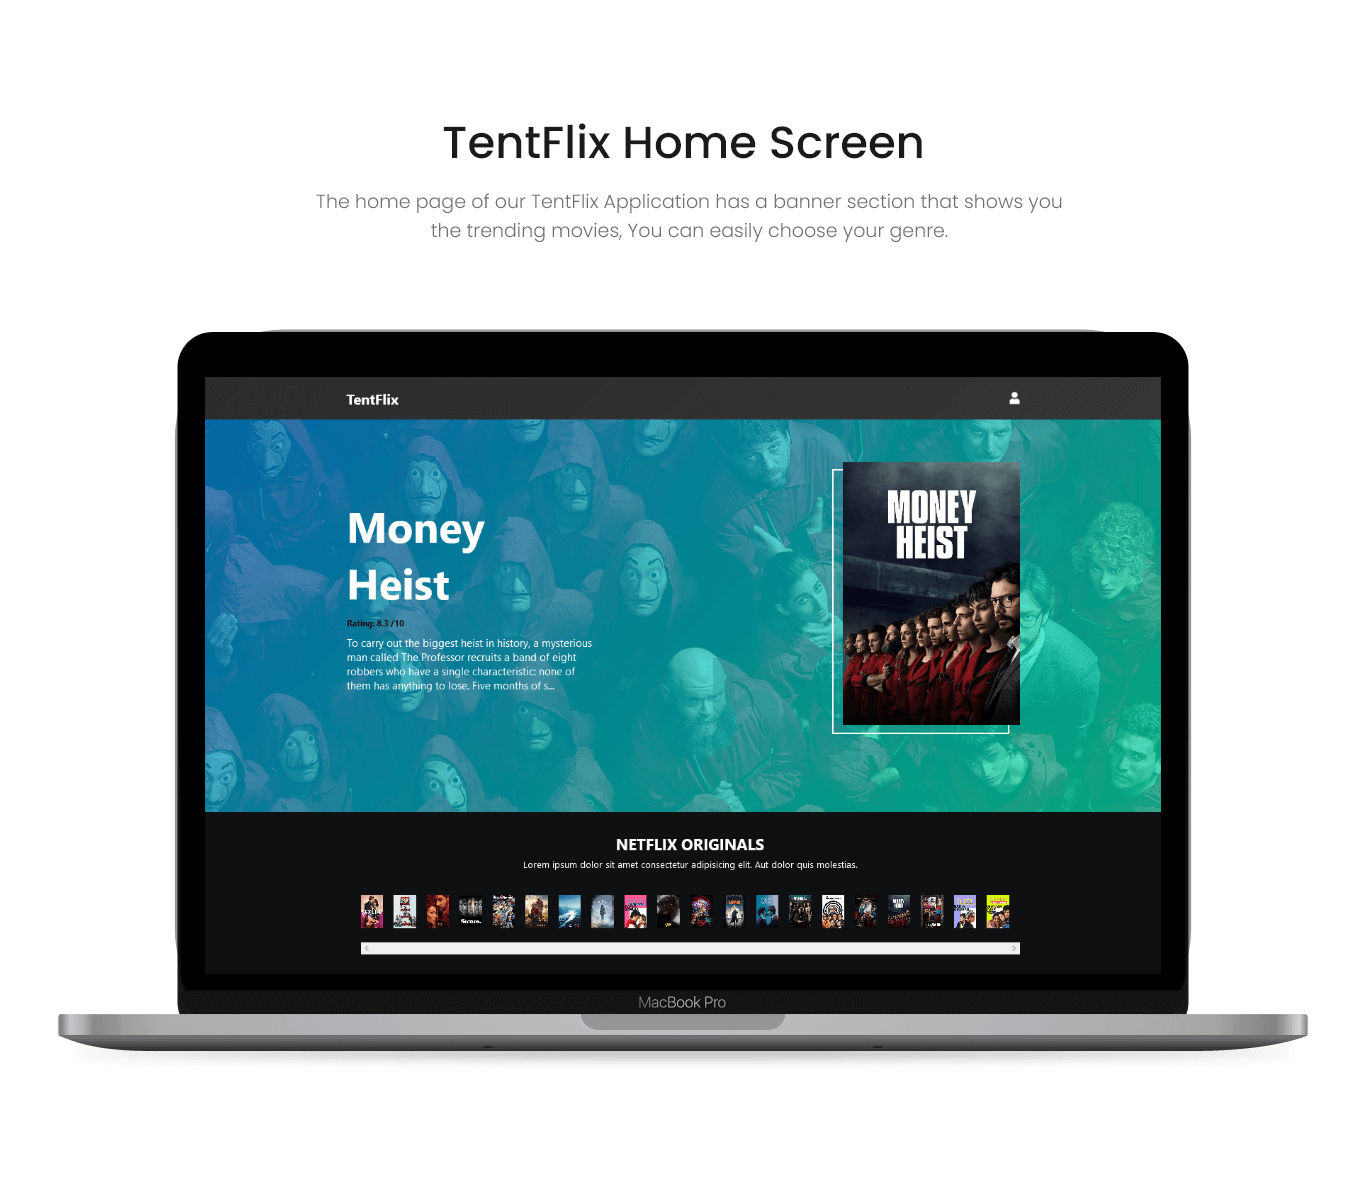 TentFlix Home Screen
The home page of our TentFlix Application has a banner section that shows you
the trending movies, You can easily choose your genre.
TentFlix
Money
Heist
Rating: 8.3 /10
To carry out the biggest heist in history, a mysterious
man called The Professor recruits a band of eight
robbers who have a single characteristic: none of
them has anything to lose. Five months of s...
MONEY
HEIST
NETFLIX ORIGINALS
Lorem ipsum dolor sit amet consectetur adipisicing elit. Aut dolor quis molestias.
MacBook Pro